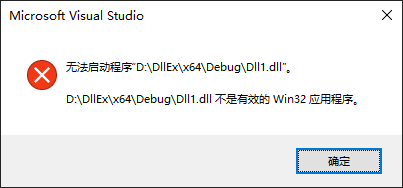 Microsoft Visual Studio
无法启动程序"D:\DllEx\x64\Debug\Dll1.dll"。
D:\DllEx\x64\Debug\Dll1.dll 不是有效的 Win32 应用程序。
确定